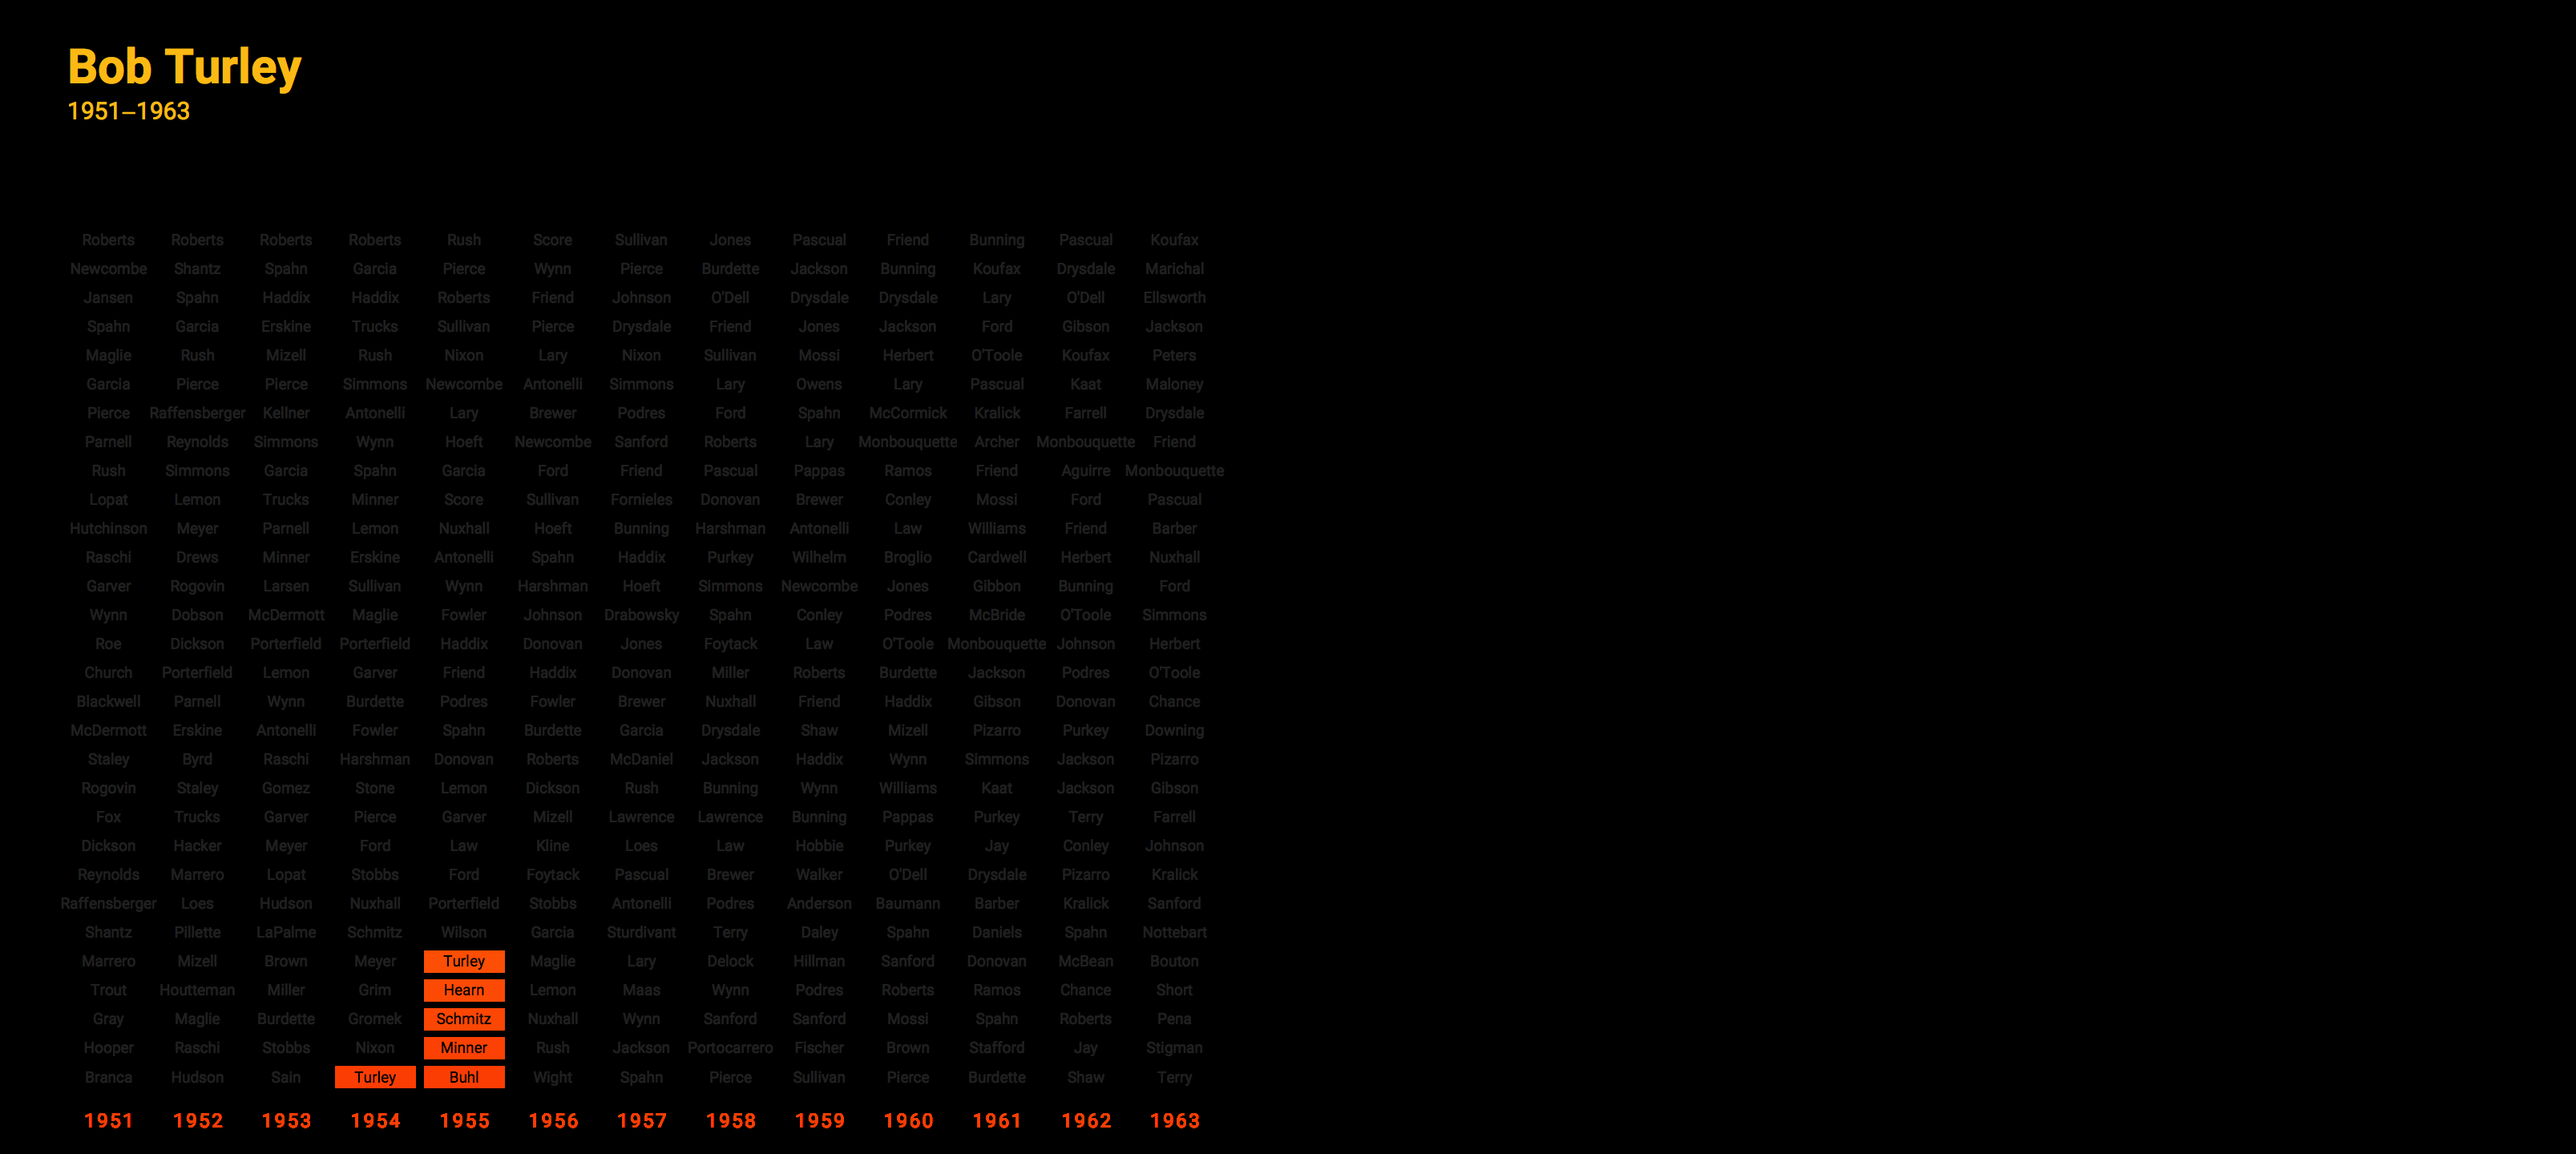 Bob Turley
1951–1963
Roberts Roberts Roberts Roberts Rush Score Sullivan Jones Pascual Friend Bunning Pascual Koufax
Newcombe Shantz Spahn Garcia Pierce Wynn Pierce Burdette Jackson Bunning Koufax Drysdale Marichal
Jansen Spahn Haddix Haddix Roberts Friend Johnson O'Dell Drysdale Drysdale Lary O'Dell Ellsworth
Spahn Garcia Erskine Trucks Sullivan Pierce Drysdale Friend Jones Jackson Ford Gibson Jackson
Maglie Rush Mizell Rush Nixon Lary Nixon Sullivan Mossi Herbert O'Toole Koufax Peters
Garcia Pierce Pierce Simmons Newcombe Antonelli Simmons Lary Owens Lary Pascual Kaat Maloney
Pierce Raffensberger Kellner Antonelli Lary Brewer Podres Ford Spahn McCormick Kralick Farrell Drysdale
Parnell Reynolds Simmons Wynn Hoeft Newcombe Sanford Roberts Lary Monbouquette Archer Monbouquette Friend
Rush Simmons Garcia Spahn Garcia Ford Friend Pascual Pappas Ramos Friend Aguirre Monbouquette
Lopat Lemon Trucks Minner Score Sullivan Fornieles Donovan Brewer Conley Mossi Ford Pascual
Hutchinson Meyer Parnell Lemon Nuxhall Hoeft Bunning Harshman Antonelli Law Williams Friend Barber
Raschi Drews Minner Erskine Antonelli Spahn Haddix Purkey Wilhelm Broglio Cardwell Herbert Nuxhall
Garver Rogovin Larsen Sullivan Wynn Harshman Hoeft Simmons Newcombe Jones Gibbon Bunning Ford
Wynn Dobson McDermott Maglie Fowler Johnson Drabowsky Spahn Conley Podres McBride O'Toole Simmons
Roe Dickson Porterfield Porterfield Haddix Donovan Jones Foytack Law O'Toole Monbouquette Johnson Herbert
Church Porterfield Lemon Garver Friend Haddix Donovan Miller Roberts Burdette Jackson Podres O'Toole
Blackwell Parnell Wynn Burdette Podres Fowler Brewer Nuxhall Friend Haddix Gibson Donovan Chance
McDermott Erskine Antonelli Fowler Spahn Burdette Garcia Drysdale Shaw Mizell Pizarro Purkey Downing
Staley Byrd Raschi Harshman Donovan Roberts McDaniel Jackson Haddix Wynn Simmons Jackson Pizarro
Rogovin Staley Gomez Stone Lemon Dickson Rush Bunning Wynn Williams Kaat Jackson Gibson
Fox Trucks Garver Pierce Garver Mizell Lawrence Lawrence Bunning Pappas Purkey Terry Farrell
Dickson Hacker Meyer Ford Law Kline Loes Law Hobbie Purkey Jay Conley Johnson
Reynolds Marrero Lopat Stobbs Ford Foytack Pascual Brewer Walker O'Dell Drysdale Pizarro Kralick
Raffensberger Loes Hudson Nuxhall Porterfield Stobbs Antonelli Podres Anderson Baumann Barber Kralick Sanford
Shantz Pillette LaPalme Schmitz Wilson Garcia Sturdivant Terry Daley Spahn Daniels Spahn Nottebart
Marrero Mizell Brown Meyer Turley Maglie Lary Delock Hillman Sanford Donovan McBean Bouton
Trout Houtteman Miller Grim Hearn Lemon Maas Wynn Podres Roberts Ramos Chance Short
Gray Maglie Burdette Gromek Schmitz Nuxhall Wynn Sanford Sanford Mossi Spahn Roberts Pena
Hooper Raschi Stobbs Nixon Minner Rush Jackson Portocarrero Fischer Brown Stafford Jay Stigman
Branca Hudson Sain Turley Buhl Wight Spahn Pierce Sullivan Pierce Burdette Shaw Terry
1951 1952 1953 1954 1955 1956 1957 1958 1959 1960 1961 1962 1963